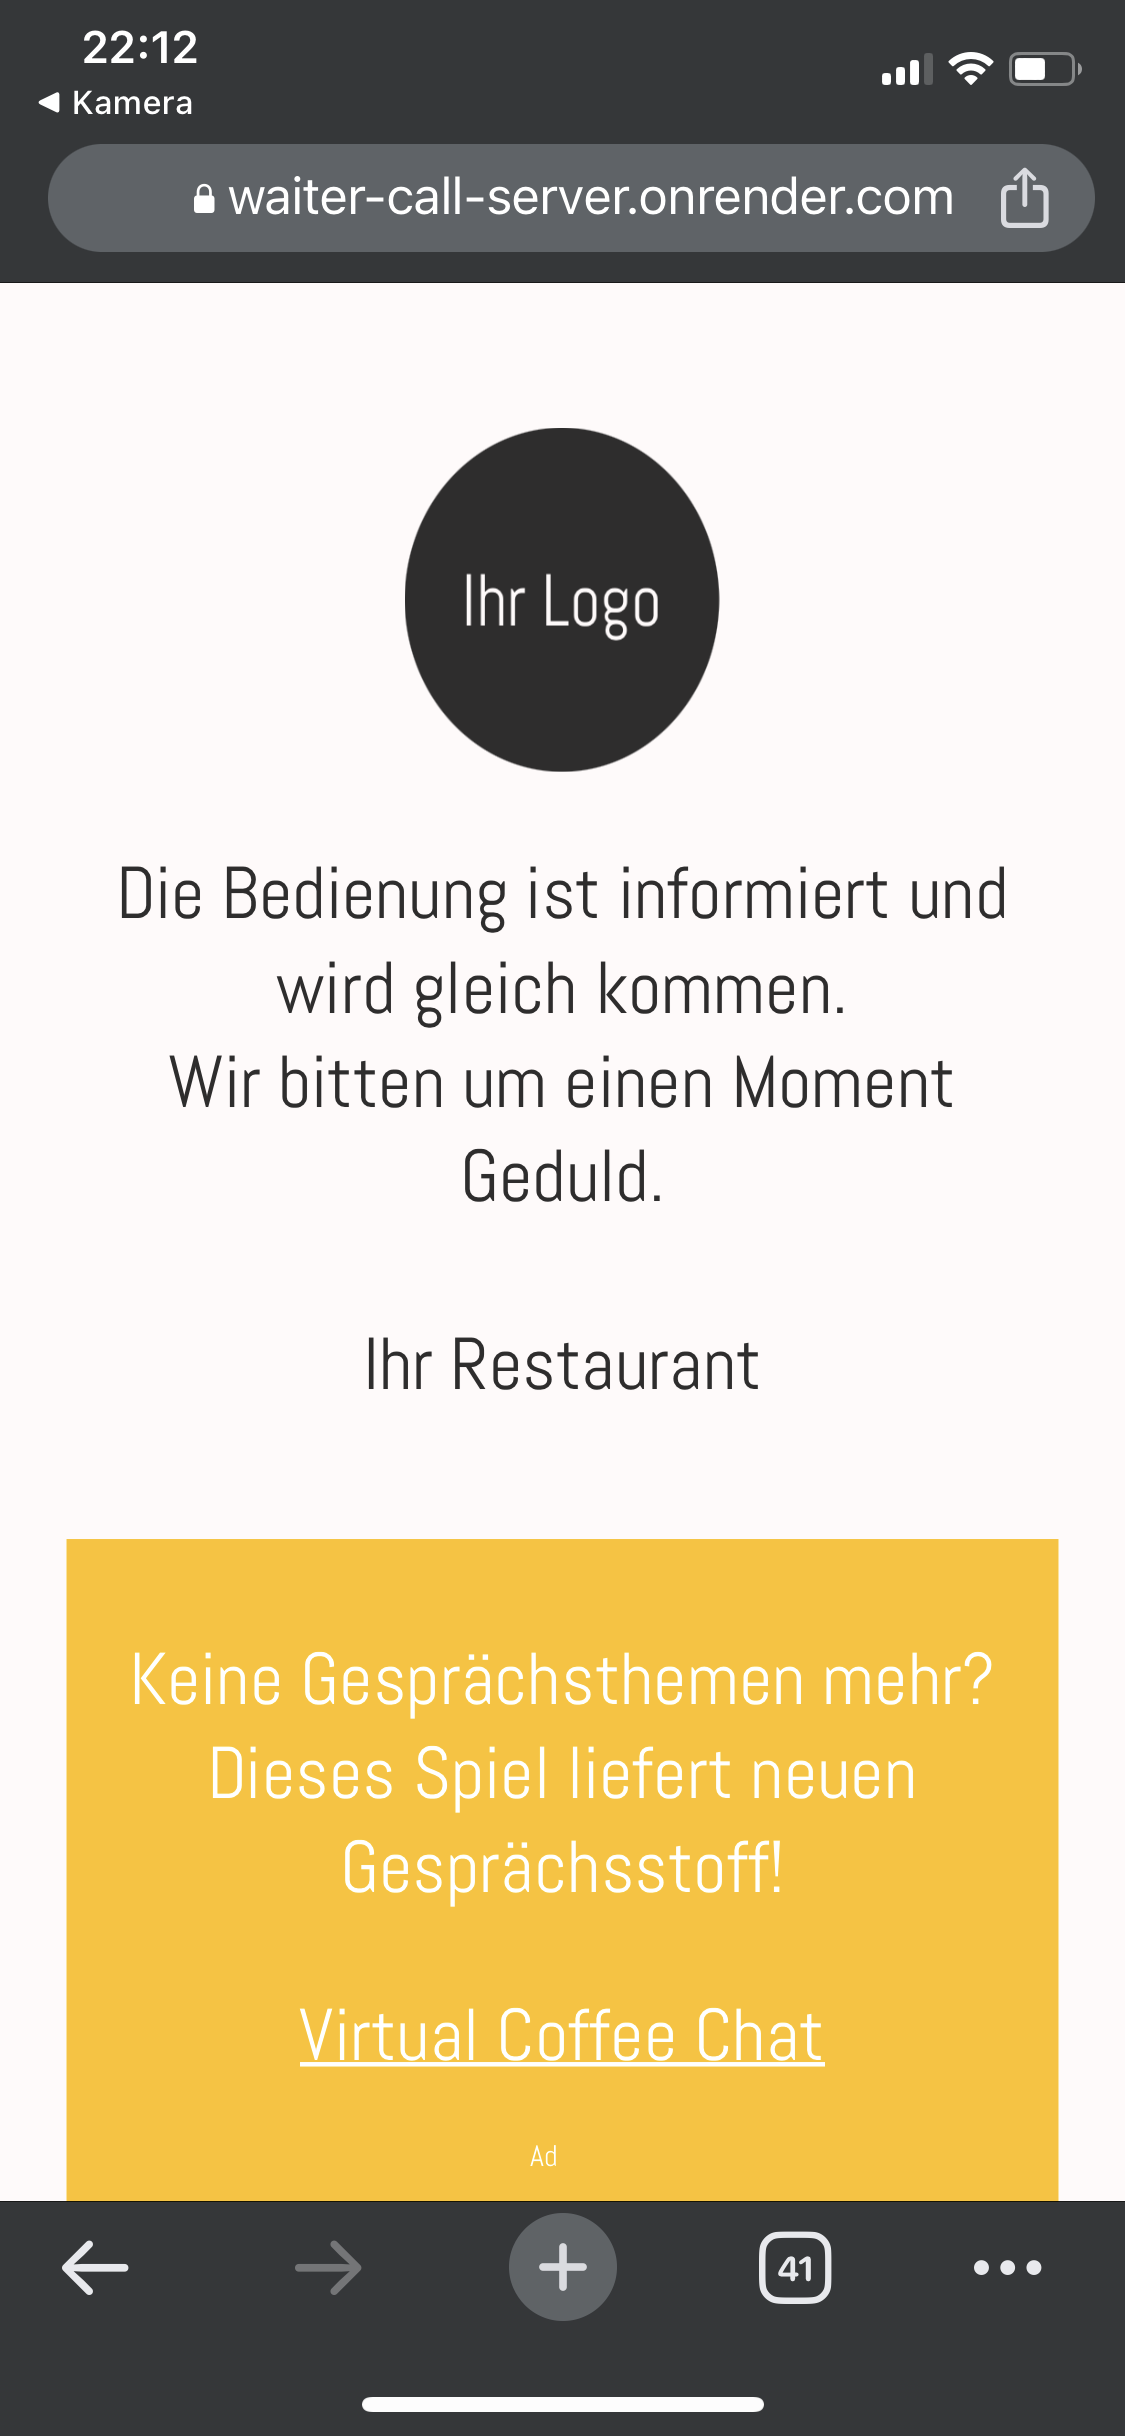 22:12
◀ Kamera
waiter-call-server.onrender.com
Ihr Logo
Die Bedienung ist informiert und
wird gleich kommen.
Wir bitten um einen Moment
Geduld.
Ihr Restaurant
Keine Gesprächsthemen mehr?
Dieses Spiel liefert neuen
Gesprächsstoff!
Virtual Coffee Chat
Ad
41